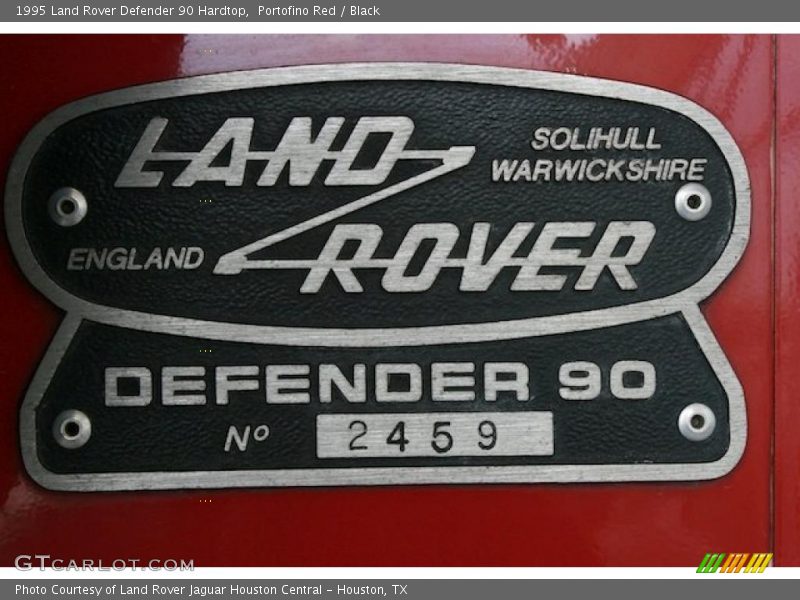 1995 Land Rover Defender 90 Hardtop, Portofino Red / Black
LAND
SOLIHULL
WARWICKSHIRE
ENGLAND
ROVER
DEFENDER 90
Nº 2459
GTCARLOT.COM
Photo Courtesy of Land Rover Jaguar Houston Central - Houston, TX